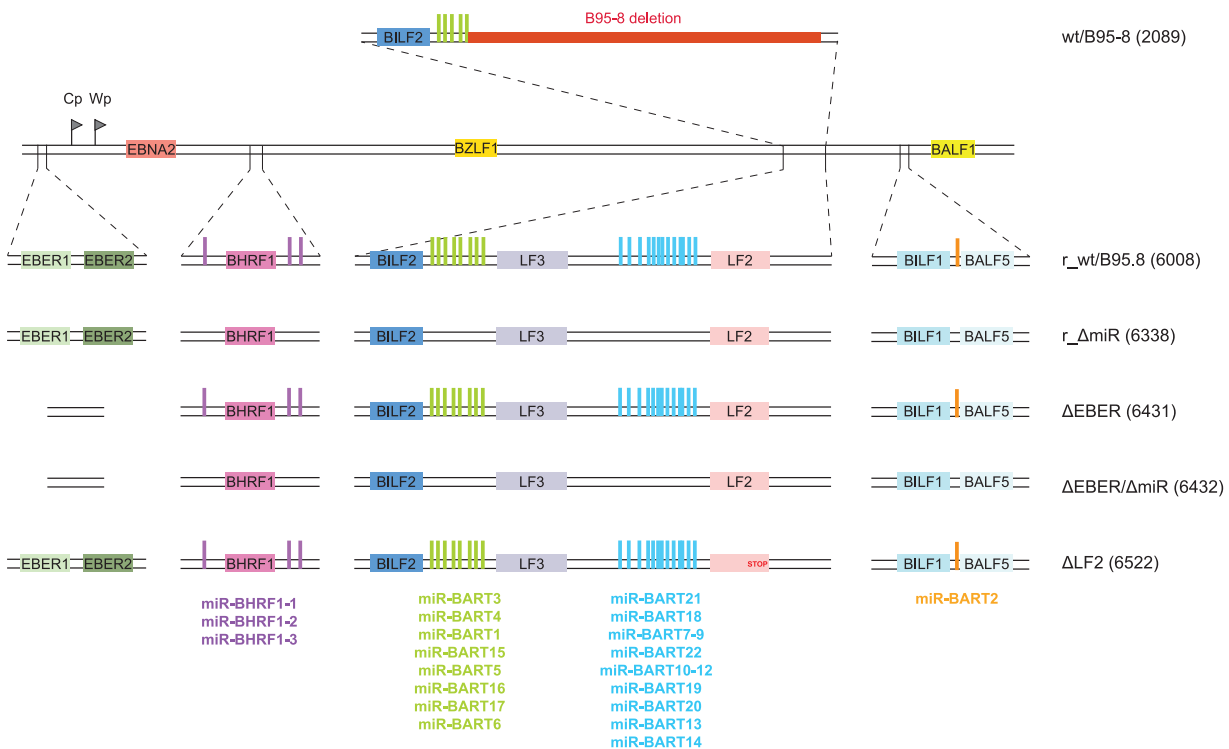 B95-8 deletion
BILF2
wt/B95-8 (2089)
Cp Wp
EBNA2 BZLF1 BALF1
EBER1 EBER2 BHRF1 BILF2 LF3 LF2 BILF1 BALF5 r_wt/B95.8 (6008)
EBER1 EBER2 BHRF1 BILF2 LF3 LF2 BILF1 BALF5 r_ΔmiR (6338)
BHRF1 BILF2 LF3 LF2 BILF1 BALF5 ΔEBER (6431)
BHRF1 BILF2 LF3 LF2 BILF1 BALF5 ΔEBER/ΔmiR (6432)
EBER1 EBER2 BHRF1 BILF2 LF3 STOP BILF1 BALF5 ΔLF2 (6522)
miR-BHRF1-1
miR-BHRF1-2
miR-BHRF1-3
miR-BART3
miR-BART4
miR-BART1
miR-BART15
miR-BART5
miR-BART16
miR-BART17
miR-BART6
miR-BART21
miR-BART18
miR-BART7-9
miR-BART22
miR-BART10-12
miR-BART19
miR-BART20
miR-BART13
miR-BART14
miR-BART2